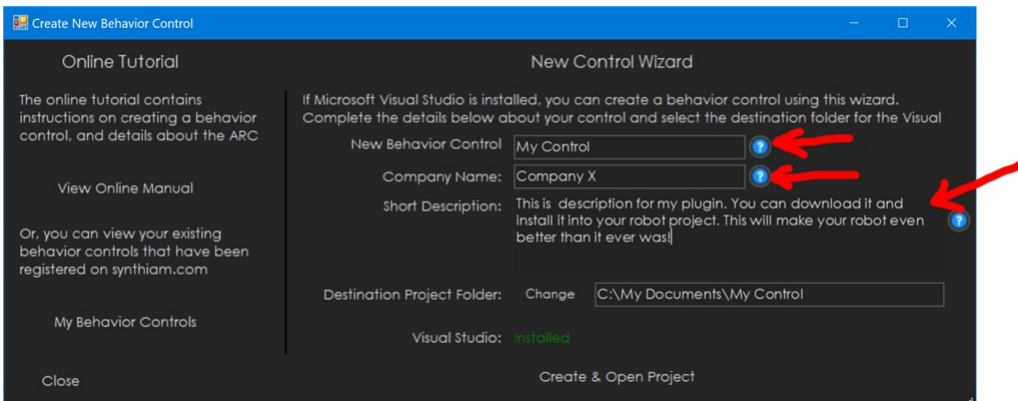 Create New Behavior Control
Online Tutorial
The online tutorial contains
instructions on creating a behavior
control, and details about the ARC
View Online Manual
Or, you can view your existing
behavior controls that have been
registered on synthiam.com
My Behavior Controls
Close
New Control Wizard
If Microsoft Visual Studio is installed, you can create a behavior control using this wizard.
Complete the details below about your control and select the destination folder for the Visual
New Behavior Control My Control ?
Company Name: Company X ?
Short Description: This is description for my plugin. You can download it and
install it into your robot project. This will make your robot even ?
better than it ever was!
Destination Project Folder: Change C:\My Documents\My Control
Visual Studio: Installed
Create & Open Project